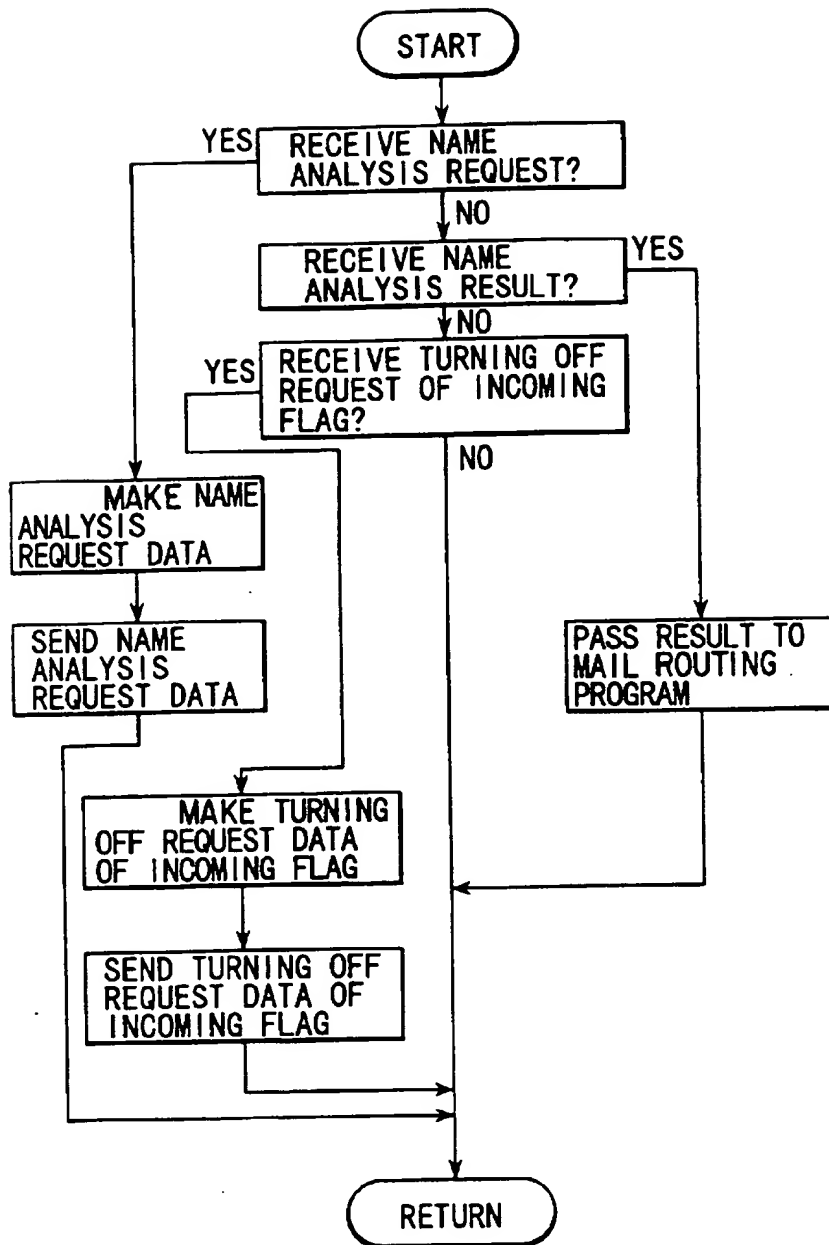 START
YES
RECEIVE NAME
ANALYSIS REQUEST?
NO
RECEIVE NAME
ANALYSIS RESULT?
YES
NO
YES
RECEIVE TURNING OFF
REQUEST OF INCOMING
FLAG?
NO
MAKE NAME
ANALYSIS
REQUEST DATA
SEND NAME
ANALYSIS
REQUEST DATA
PASS RESULT TO
MAIL ROUTING
PROGRAM
MAKE TURNING
OFF REQUEST DATA
OF INCOMING FLAG
SEND TURNING OFF
REQUEST DATA OF
INCOMING FLAG
RETURN